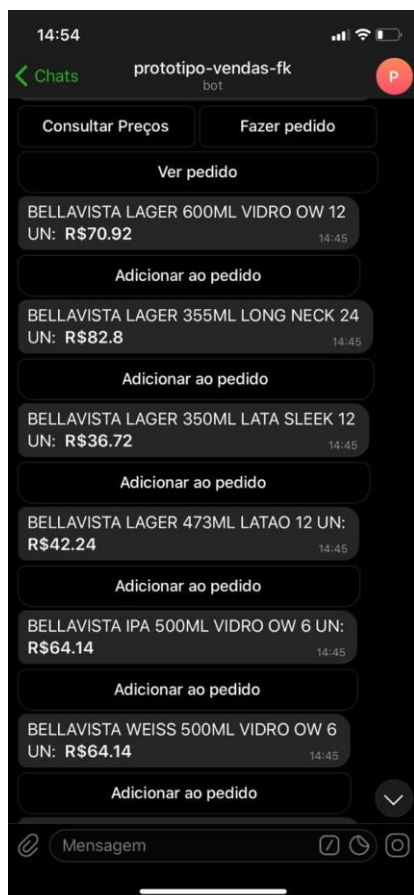 14:54
Chats
prototipo-vendas-fk
bot
P
Consultar Preços
Fazer pedido
Ver pedido
BELLAVISTA LAGER 600ML VIDRO OW 12
UN: R$70.92
14:45
Adicionar ao pedido
BELLAVISTA LAGER 355ML LONG NECK 24
UN: R$82.8
14:45
Adicionar ao pedido
BELLAVISTA LAGER 350ML LATA SLEEK 12
UN: R$36.72
14:45
Adicionar ao pedido
BELLAVISTA LAGER 473ML LATAO 12 UN:
R$42.24
14:45
Adicionar ao pedido
BELLAVISTA IPA 500ML VIDRO OW 6 UN:
R$64.14
14:45
Adicionar ao pedido
BELLAVISTA WEISS 500ML VIDRO OW 6
UN: R$64.14
14:45
Adicionar ao pedido
Mensagem